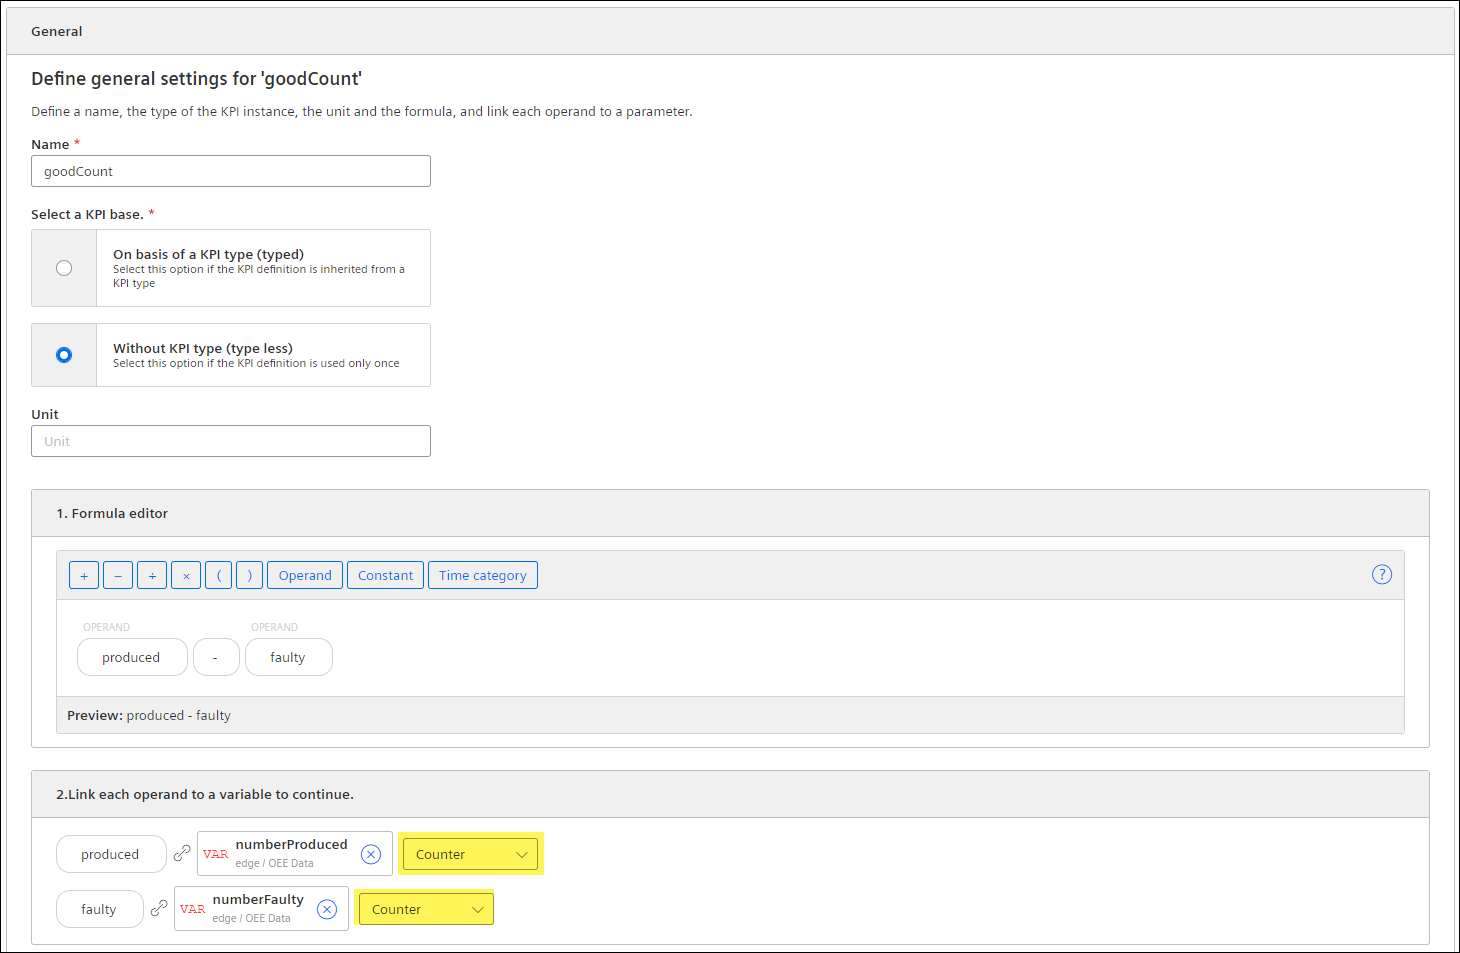 General
Define general settings for 'goodCount'
Define a name, the type of the KPI instance, the unit and the formula, and link each operand to a parameter.
Name *
goodCount
Select a KPI base. *
On basis of a KPI type (typed)
Select this option if the KPI definition is inherited from a
KPI type
Without KPI type (type less)
Select this option if the KPI definition is used only once
Unit
Unit
1. Formula editor
+ − ÷ × ( ) Operand Constant Time category ?
OPERAND OPERAND
produced - faulty
Preview: produced - faulty
2.Link each operand to a variable to continue.
produced VAR numberProduced Counter
edge / OEE Data
faulty VAR numberFaulty Counter
edge / OEE Data